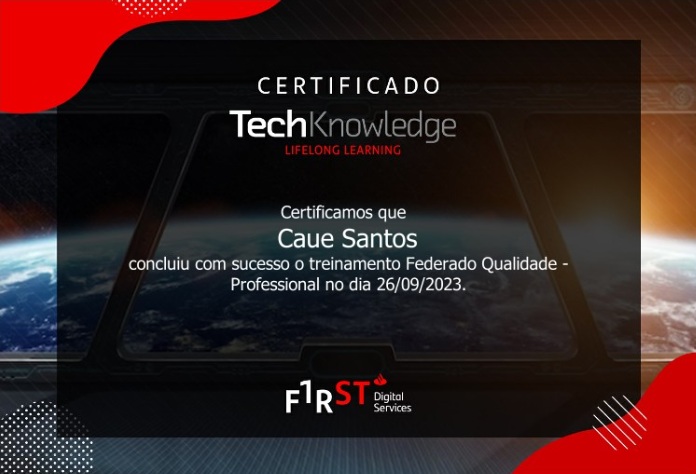 CERTIFICADO
TechKnowledge
LIFELONG LEARNING
Certificamos que
Caue Santos
concluiu com sucesso o treinamento Federado Qualidade -
Professional no dia 26/09/2023.
F1RST Digital
Services